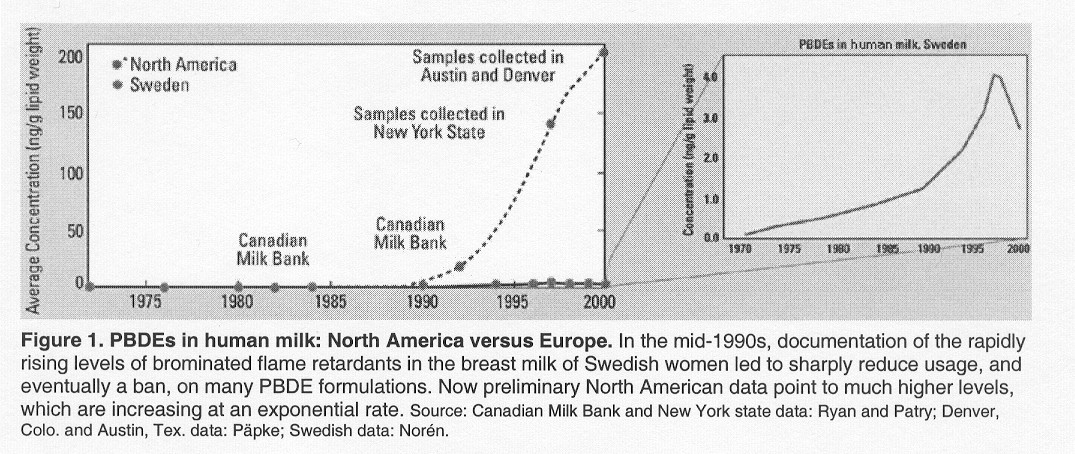 Average Concentration (ng/g lipid weight)
200
150
100
50
0
North America
Sweden
Samples collected in
Austin and Denver
Samples collected in
New York State
Canadian
Milk Bank
Canadian
Milk Bank
1975 1980 1985 1990 1995 2000
PBDEs in human milk, Sweden
Concentration (ng/g lipid weight)
4.0
3.0
2.0
1.0
0.0
1970 1975 1980 1985 1990 1995 2000
Figure 1. PBDEs in human milk: North America versus Europe. In the mid-1990s, documentation of the rapidly
rising levels of brominated flame retardants in the breast milk of Swedish women led to sharply reduce usage, and
eventually a ban, on many PBDE formulations. Now preliminary North American data point to much higher levels,
which are increasing at an exponential rate. Source: Canadian Milk Bank and New York state data: Ryan and Patry; Denver,
Colo. and Austin, Tex. data: Päpke; Swedish data: Norén.